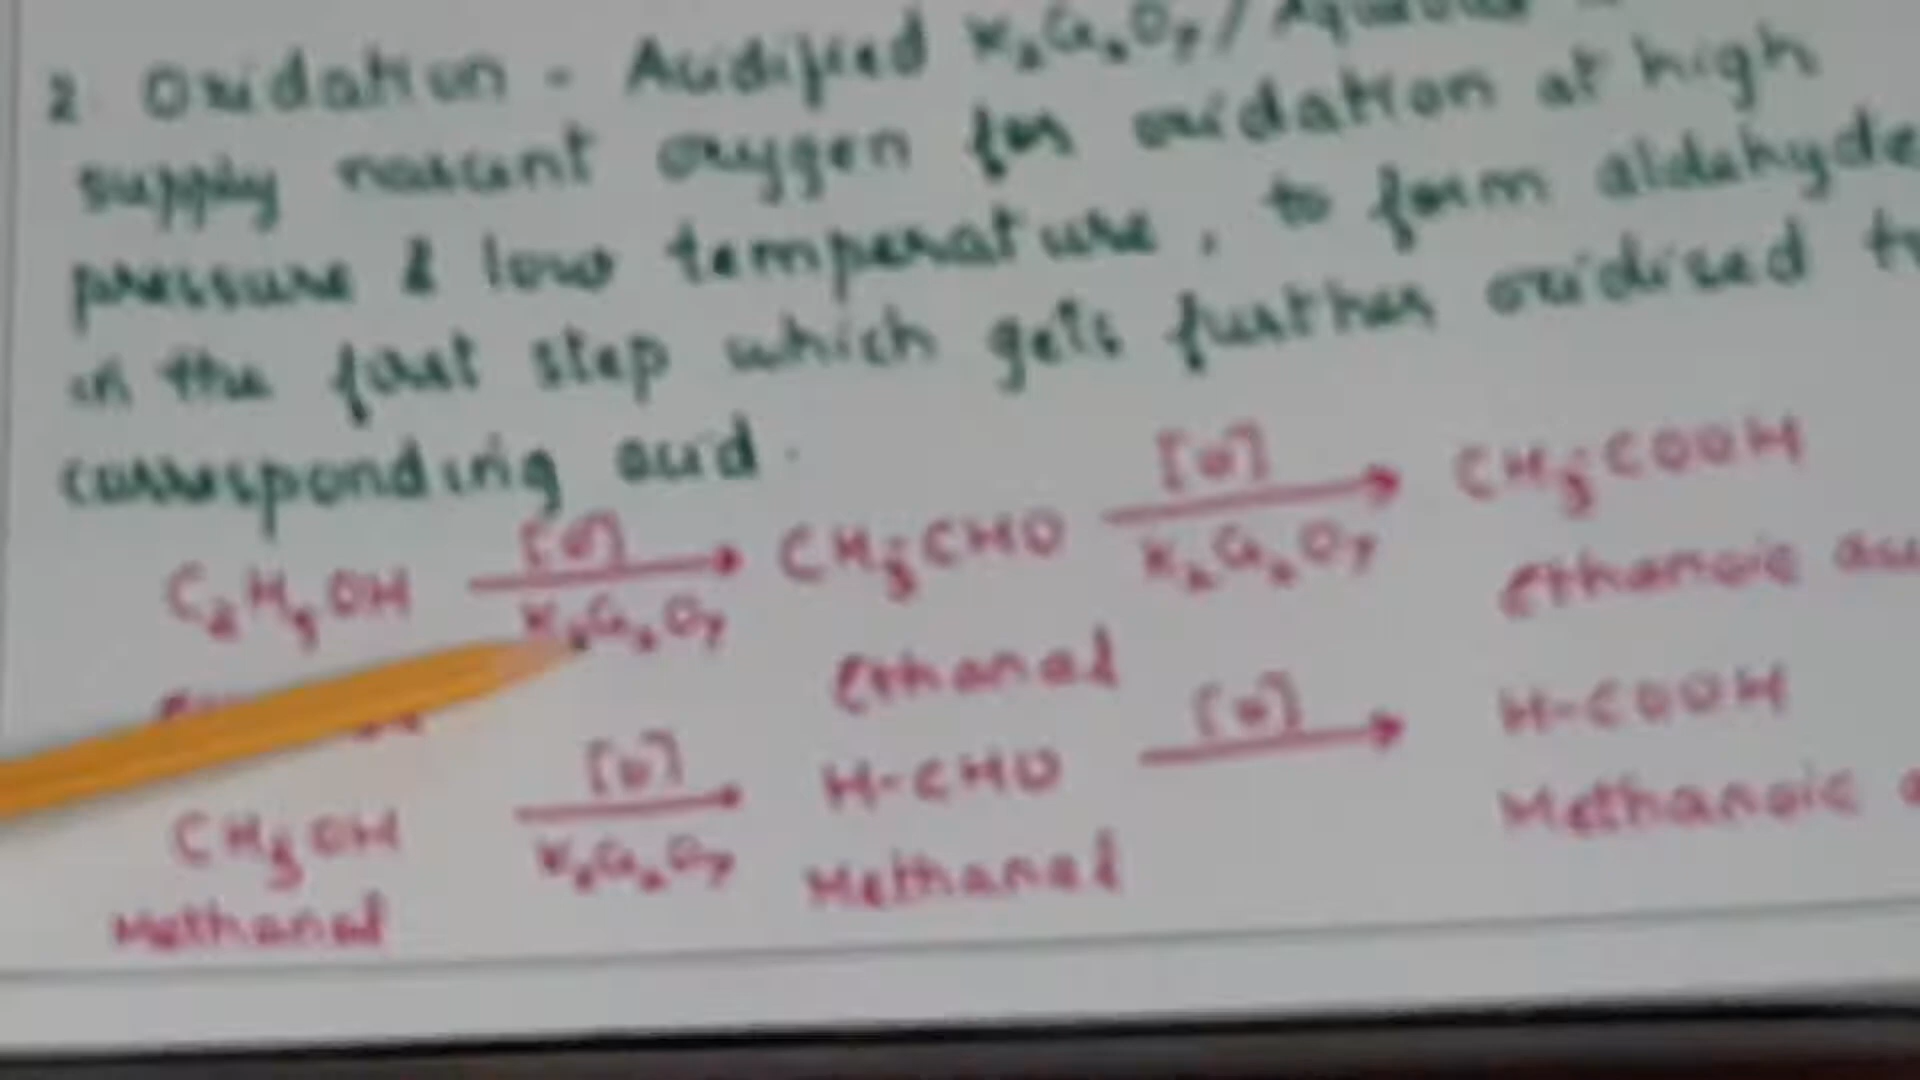 2. Oxidation - Acidified K₂Cr₂O₇ / Aqueous
supply nascent oxygen for oxidation at high
pressure & low temperature, to form aldehyde
in the first step which gets further oxidised to
corresponding acid.
C₂H₅OH [O] K₂Cr₂O₇ → CH₃CHO [O] K₂Cr₂O₇ → CH₃COOH
Ethanal ethanoic
CH₃OH [O] K₂Cr₂O₇ → H-CHO [O] → H-COOH
Methanol Methanal Methanoic